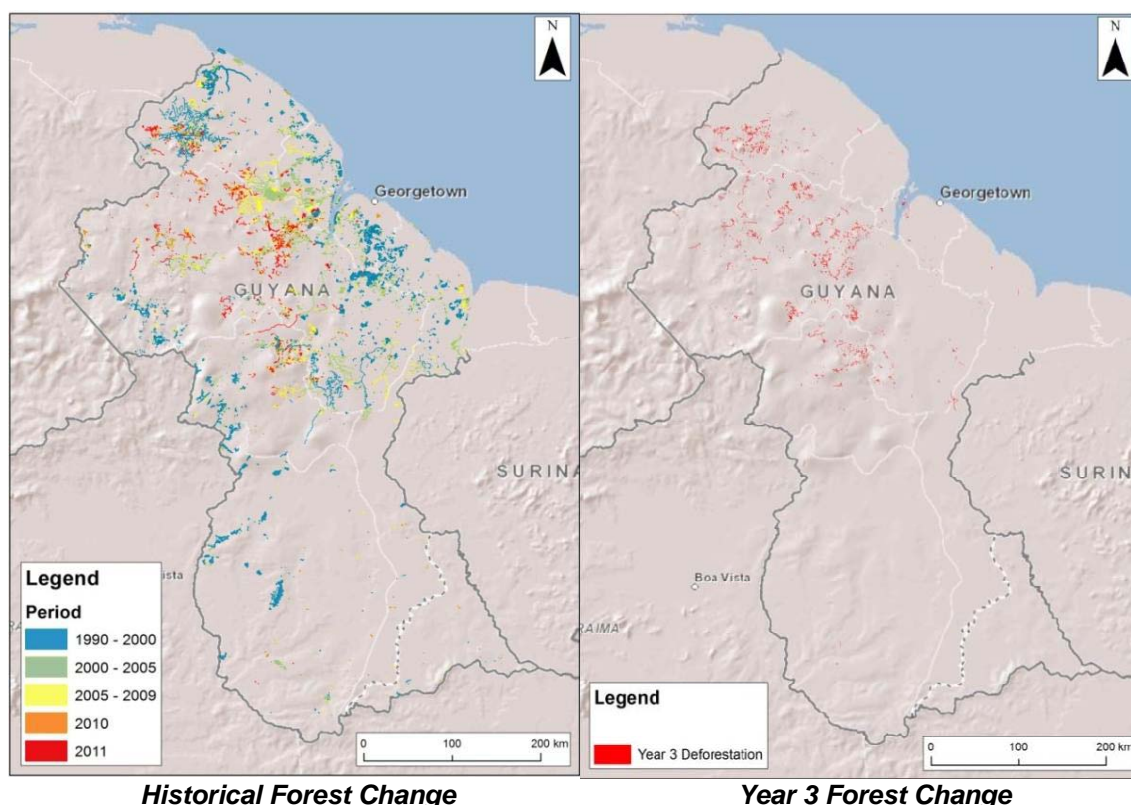 N
Georgetown
GUYANA
SURINA
Legend
Period
1990 - 2000
2000 - 2005
2005 - 2009
2010
2011
0 100 200 km
Historical Forest Change
N
Georgetown
GUYANA
SURIN
Boa Vista
RAIMA
Legend
Year 3 Deforestation
0 100 200 km
Year 3 Forest Change